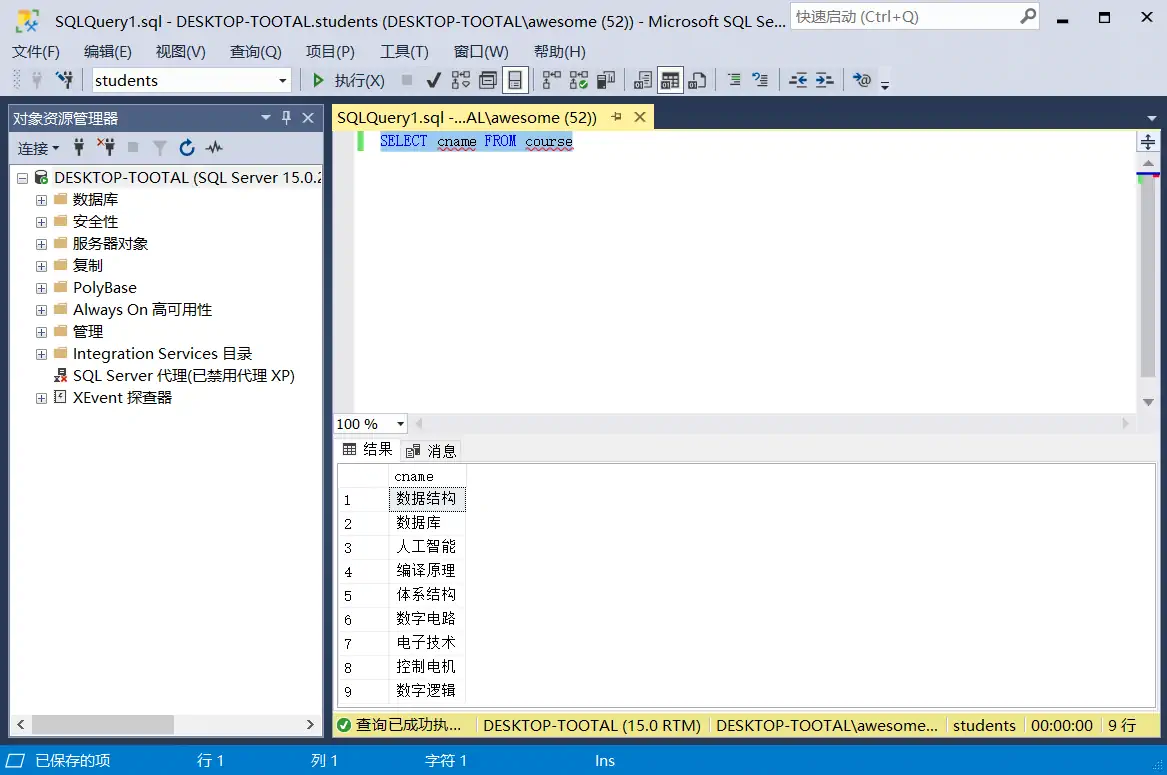 SQLQuery1.sql - DESKTOP-TOOTAL.students (DESKTOP-TOOTAL\awesome (52)) - Microsoft SQL Se...
快速启动 (Ctrl+Q)
文件(F) 编辑(E) 视图(V) 查询(Q) 项目(P) 工具(T) 窗口(W) 帮助(H)
students 执行(X)
对象资源管理器
连接
DESKTOP-TOOTAL (SQL Server 15.0.2
数据库
安全性
服务器对象
复制
PolyBase
Always On 高可用性
管理
Integration Services 目录
SQL Server 代理(已禁用代理 XP)
XEvent 探查器
SQLQuery1.sql -...AL\awesome (52))
SELECT cname FROM course
100 %
结果 消息
cname
1 数据结构
2 数据库
3 人工智能
4 编译原理
5 体系结构
6 数字电路
7 电子技术
8 控制电机
9 数字逻辑
查询已成功执... DESKTOP-TOOTAL (15.0 RTM) DESKTOP-TOOTAL\awesome... students 00:00:00 9 行
已保存的项 行 1 列 1 字符 1 Ins